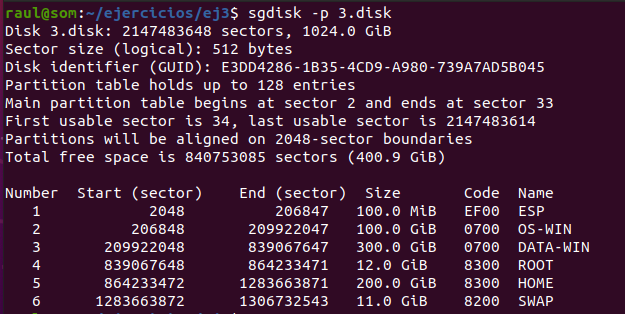 raul@som:~/ejercicios/ej3$ sgdisk -p 3.disk
Disk 3.disk: 2147483648 sectors, 1024.0 GiB
Sector size (logical): 512 bytes
Disk identifier (GUID): E3DD4286-1B35-4CD9-A980-739A7AD5B045
Partition table holds up to 128 entries
Main partition table begins at sector 2 and ends at sector 33
First usable sector is 34, last usable sector is 2147483614
Partitions will be aligned on 2048-sector boundaries
Total free space is 840753085 sectors (400.9 GiB)
Number  Start (sector)    End (sector)  Size       Code  Name
   1            2048          206847   100.0 MiB   EF00  ESP
   2          206848       209922047   100.0 GiB   0700  OS-WIN
   3       209922048       839067647   300.0 GiB   0700  DATA-WIN
   4       839067648       864233471   12.0 GiB    8300  ROOT
   5       864233472      1283663871   200.0 GiB   8300  HOME
   6      1283663872      1306732543   11.0 GiB    8200  SWAP